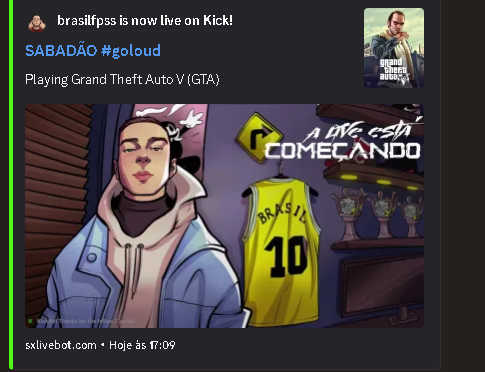 brasilfpss is now live on Kick!
SABADÃO #goloud
Playing Grand Theft Auto V (GTA)
grand
theft
auto
A LIVE ESTÁ
COMEÇANDO
BRASIL
10
sxlivebot.com • Hoje às 17:09